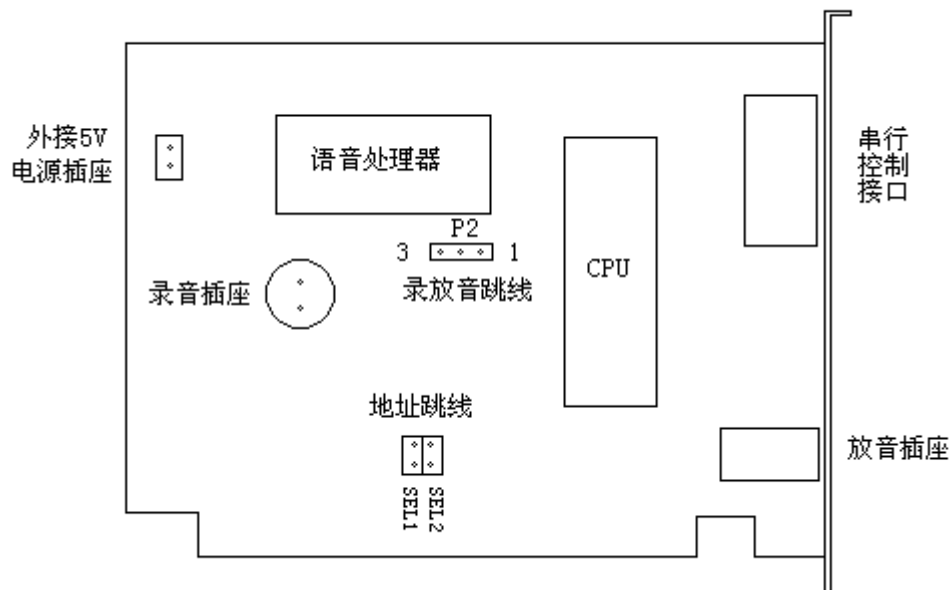 外接5V
电源插座
语音处理器
串行
控制
接口
P2
3
1
录放音跳线
CPU
录音插座
地址跳线
SEL1
SEL2
放音插座